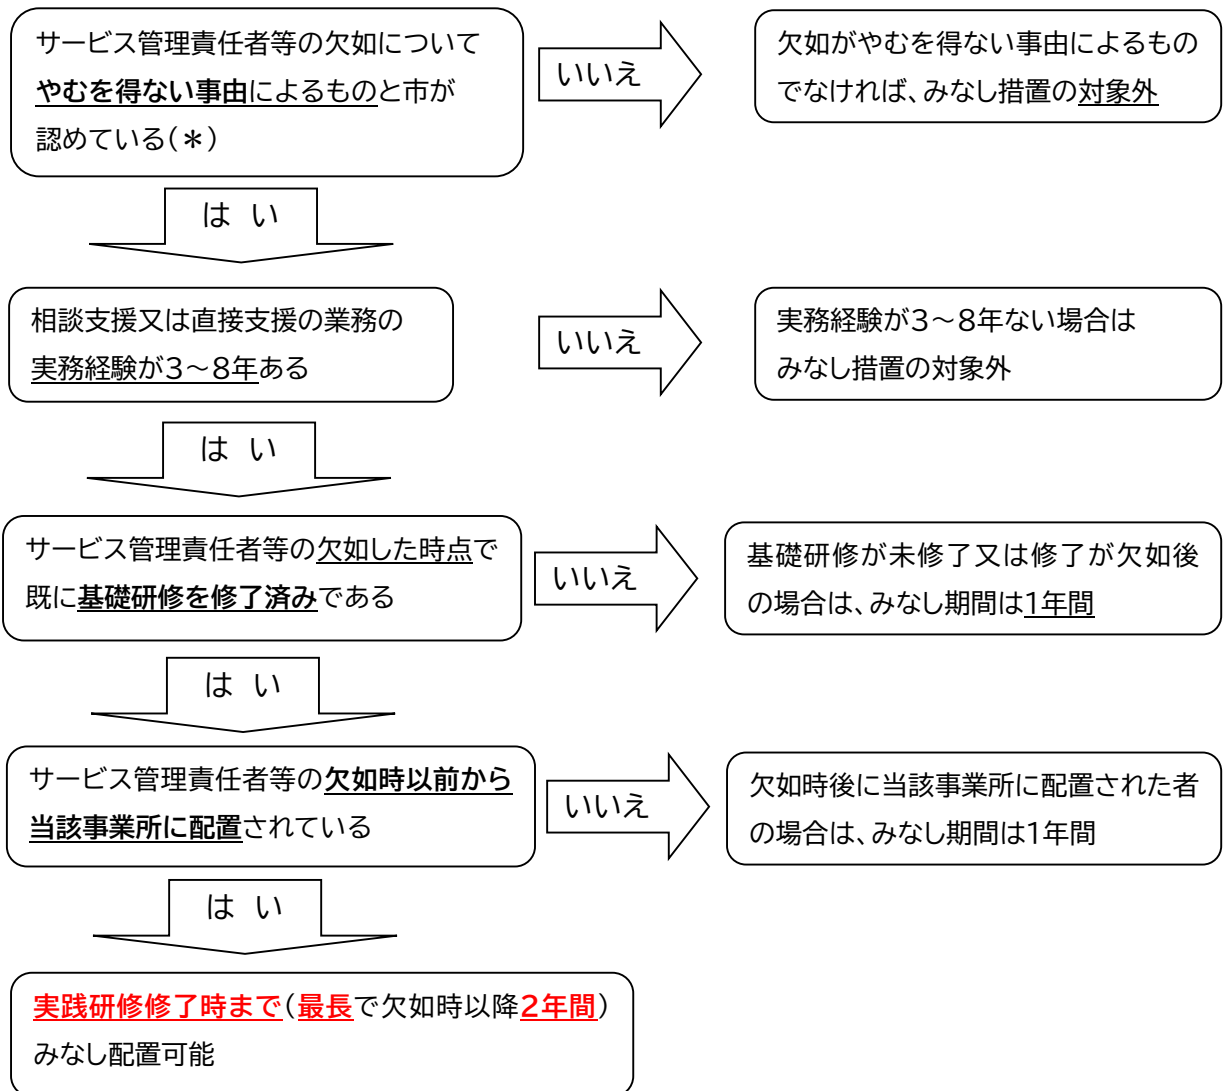 サービス管理責任者等の欠如について
やむを得ない事由によるものと市が
認めている(＊)
いいえ
欠如がやむを得ない事由によるもの
でなければ、みなし措置の対象外
は い
相談支援又は直接支援の業務の
実務経験が3～8年ある
いいえ
実務経験が3～8年ない場合は
みなし措置の対象外
は い
サービス管理責任者等の欠如した時点で
既に基礎研修を修了済みである
いいえ
基礎研修が未修了又は修了が欠如後
の場合は、みなし期間は1年間
は い
サービス管理責任者等の欠如時以前から
当該事業所に配置されている
いいえ
欠如時後に当該事業所に配置された者
の場合は、みなし期間は1年間
は い
実践研修修了時まで(最長で欠如時以降2年間)
みなし配置可能